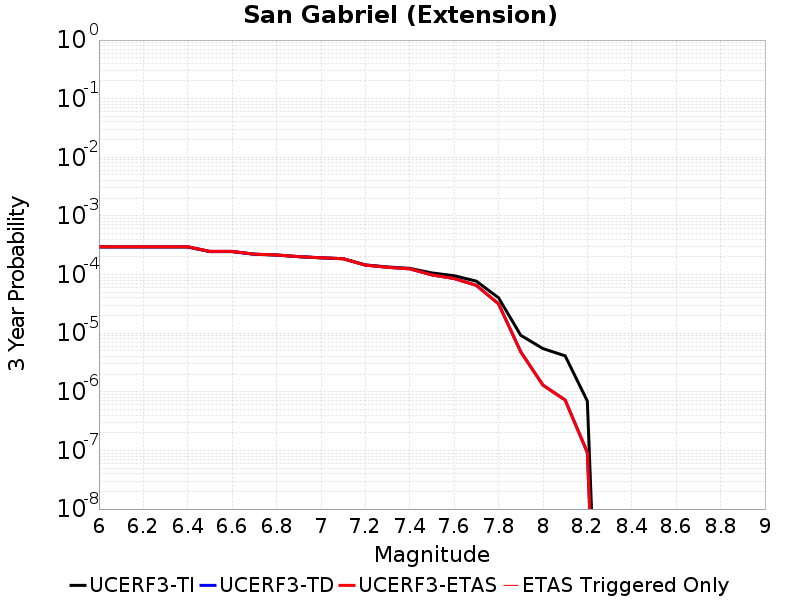 San Gabriel (Extension)
10^0
10^-1
10^-2
10^-3
10^-4
10^-5
10^-6
10^-7
10^-8
3 Year Probability
6 6.2 6.4 6.6 6.8 7 7.2 7.4 7.6 7.8 8 8.2 8.4 8.6 8.8 9
Magnitude
UCERF3-TI UCERF3-TD UCERF3-ETAS ETAS Triggered Only